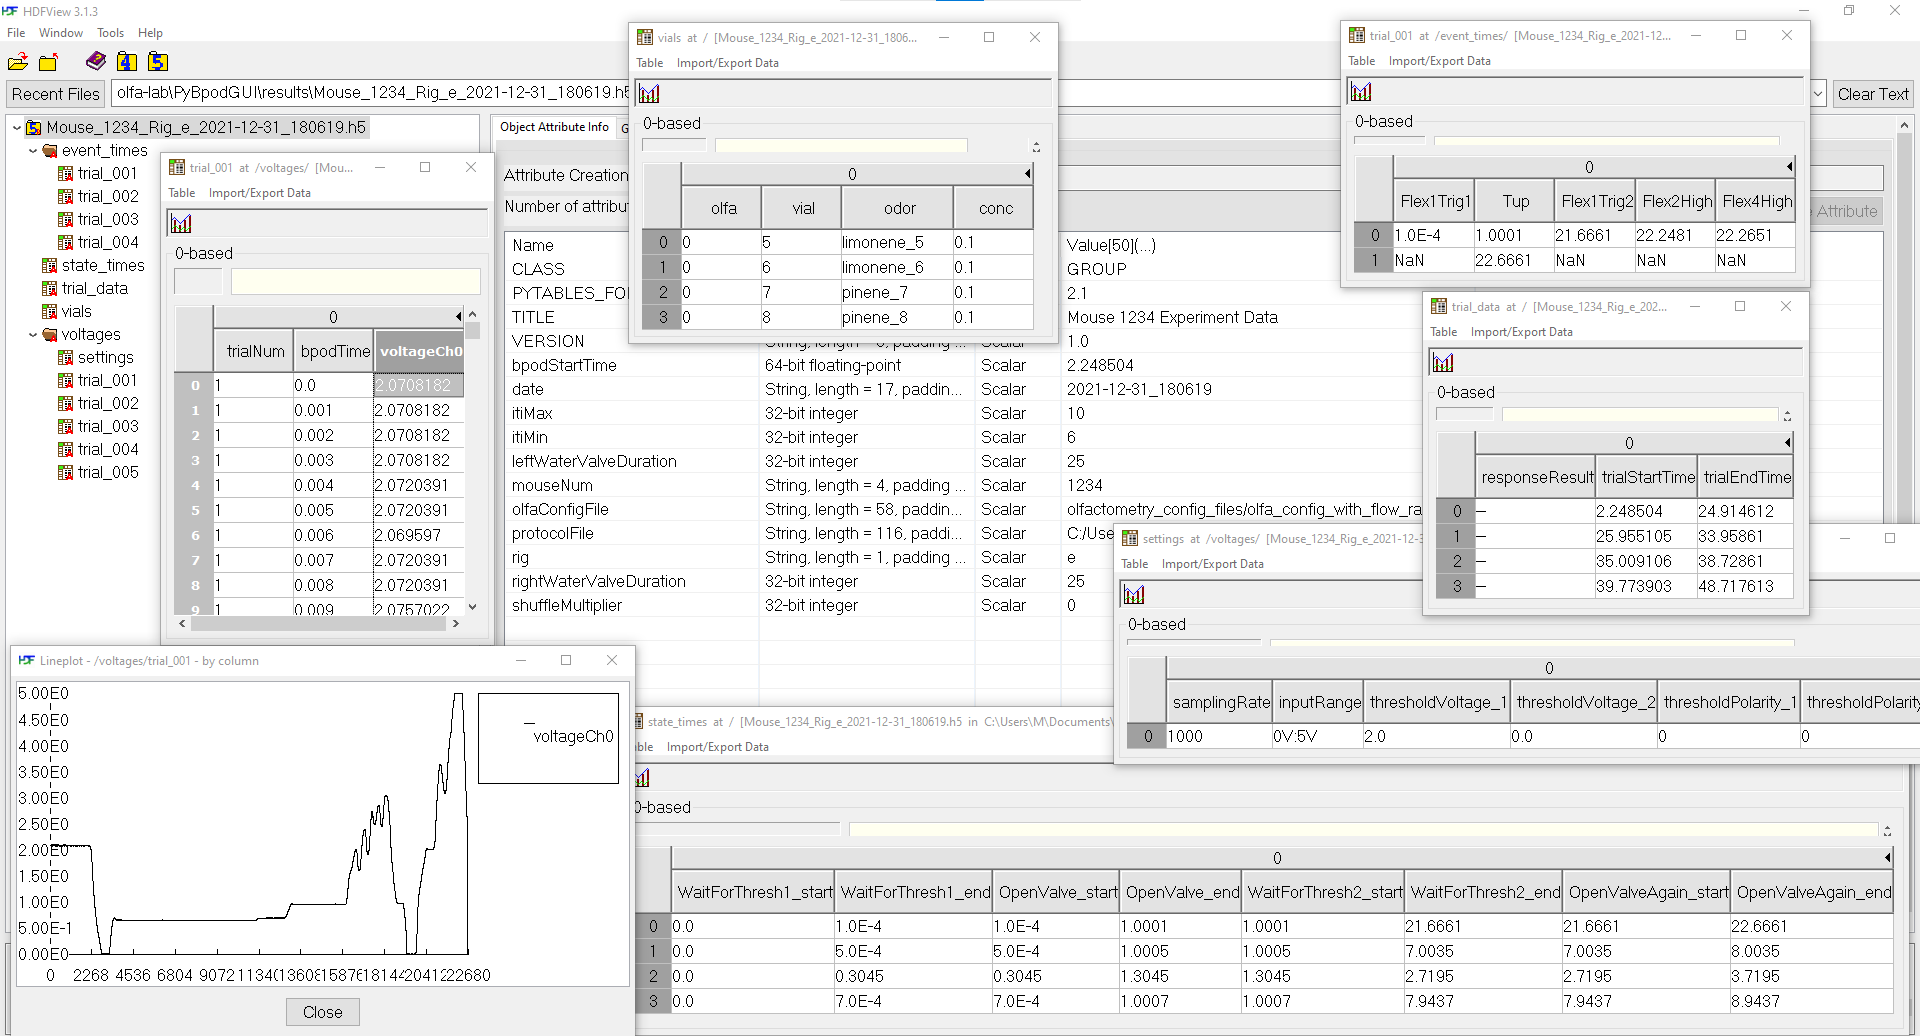 HDFView 3.1.3
File Window Tools Help
Recent Files
olfa-lab\PyBpodGUI\results\Mouse_1234_Rig_e_2021-12-31_180619.h5
Clear Text
Mouse_1234_Rig_e_2021-12-31_180619.h5
event_times
trial_001
trial_002
trial_003
trial_004
state_times
trial_data
vials
voltages
settings
trial_001
trial_002
trial_003
trial_004
trial_005
Object Attribute Info
Attribute Creation
Number of attribut
Attribute
Name Value[50](...)
CLASS GROUP
PYTABLES_FOR 2.1
TITLE Mouse 1234 Experiment Data
VERSION 1.0
bpodStartTime 64-bit floating-point Scalar 2.248504
date String, length = 17, paddin... Scalar 2021-12-31_180619
itiMax 32-bit integer Scalar 10
itiMin 32-bit integer Scalar 6
leftWaterValveDuration 32-bit integer Scalar 25
mouseNum String, length = 4, padding ... Scalar 1234
olfaConfigFile String, length = 58, paddin... Scalar olfactometry_config_files/olfa_config_with_flow_ra
protocolFile String, length = 116, paddi... Scalar C:/Use
rig String, length = 1, padding ... Scalar e
rightWaterValveDuration 32-bit integer Scalar 25
shuffleMultiplier 32-bit integer Scalar 0
trial_001 at /voltages/ [Mou...
Table Import/Export Data
0-based
0
trialNum bpodTime voltageCh0
0 1 0.0 2.0708182
1 1 0.001 2.0708182
2 1 0.002 2.0708182
3 1 0.003 2.0708182
4 1 0.004 2.0720391
5 1 0.005 2.0720391
6 1 0.006 2.069597
7 1 0.007 2.0720391
8 1 0.008 2.0720391
9 1 0.009 2.0757022
vials at / [Mouse_1234_Rig_e_2021-12-31_1806...
Table Import/Export Data
0-based
0
olfa vial odor conc
0 0 5 limonene_5 0.1
1 0 6 limonene_6 0.1
2 0 7 pinene_7 0.1
3 0 8 pinene_8 0.1
trial_001 at /event_times/ [Mouse_1234_Rig_e_2021-12...
Table Import/Export Data
0-based
0
Flex1Trig1 Tup Flex1Trig2 Flex2High Flex4High
0 1.0E-4 1.0001 21.6661 22.2481 22.2651
1 NaN 22.6661 NaN NaN NaN
trial_data at / [Mouse_1234_Rig_e_202...
Table Import/Export Data
0-based
0
responseResult trialStartTime trialEndTime
0 – 2.248504 24.914612
1 – 25.955105 33.95861
2 – 35.009106 38.72861
3 – 39.773903 48.717613
settings at /voltages/ [Mouse_1234_Rig_e_2021-12-3
Table Import/Export Data
0-based
0
samplingRate inputRange thresholdVoltage_1 thresholdVoltage_2 thresholdPolarity_1 thresholdPolarity
0 1000 0V:5V 2.0 0.0 0 0
Lineplot - /voltages/trial_001 - by column
5.00E0
4.50E0
4.00E0
3.50E0
3.00E0
2.50E0
2.00E0
1.50E0
1.00E0
5.00E-1
0.00E0
0 2268 4536 6804 9072 11340 13608 15876 18144 20412 22680
voltageCh0
Close
state_times at / [Mouse_1234_Rig_e_2021-12-31_180619.h5 in C:\Users\M\Documents\
ble Import/Export Data
0-based
0
WaitForThresh1_start WaitForThresh1_end OpenValve_start OpenValve_end WaitForThresh2_start WaitForThresh2_end OpenValveAgain_start OpenValveAgain_end
0 0.0 1.0E-4 1.0E-4 1.0001 1.0001 21.6661 21.6661 22.6661
1 0.0 5.0E-4 5.0E-4 1.0005 1.0005 7.0035 7.0035 8.0035
2 0.0 0.3045 0.3045 1.3045 1.3045 2.7195 2.7195 3.7195
3 0.0 7.0E-4 7.0E-4 1.0007 1.0007 7.9437 7.9437 8.9437